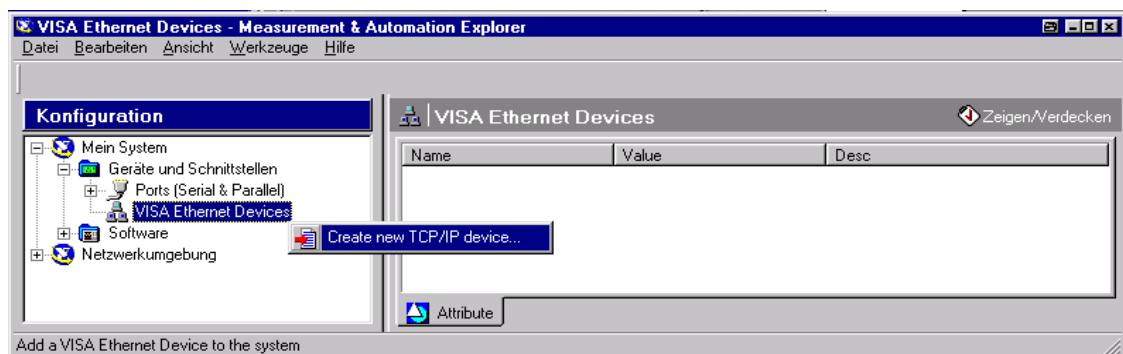 VISA Ethernet Devices - Measurement & Automation Explorer
Datei Bearbeiten Ansicht Werkzeuge Hilfe
Konfiguration
Mein System
Geräte und Schnittstellen
Ports (Serial & Parallel)
VISA Ethernet Devices
Software
Netzwerkumgebung
Create new TCP/IP device...
VISA Ethernet Devices
Zeigen/Verdecken
Name Value Desc
Attribute
Add a VISA Ethernet Device to the system